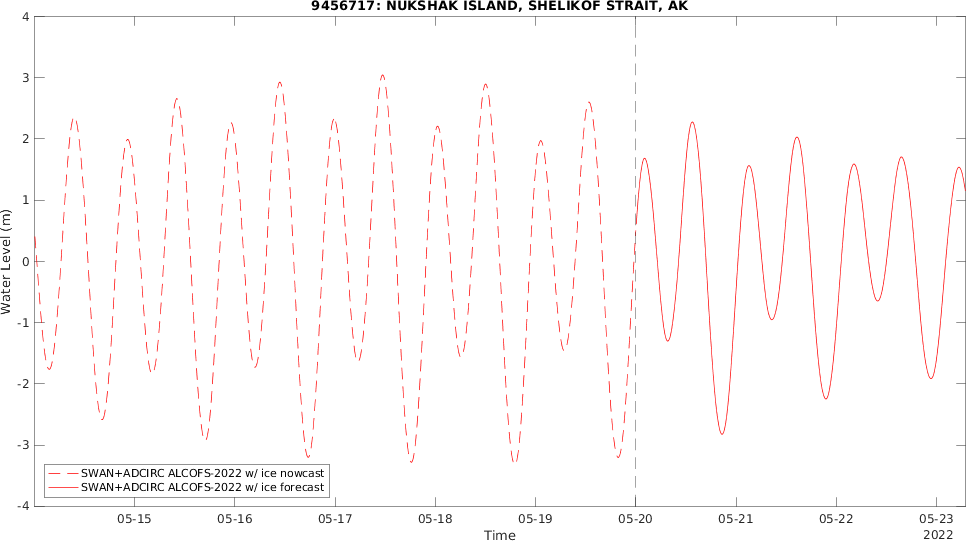 9456717: NUKSHAK ISLAND, SHELIKOF STRAIT, AK
4
3
2
1
0
-1
-2
-3
-4
Water Level (m)
SWAN+ADCIRC ALCOFS-2022 w/ ice nowcast
SWAN+ADCIRC ALCOFS-2022 w/ ice forecast
05-15 05-16 05-17 05-18 05-19 05-20 05-21 05-22 05-23
2022
Time